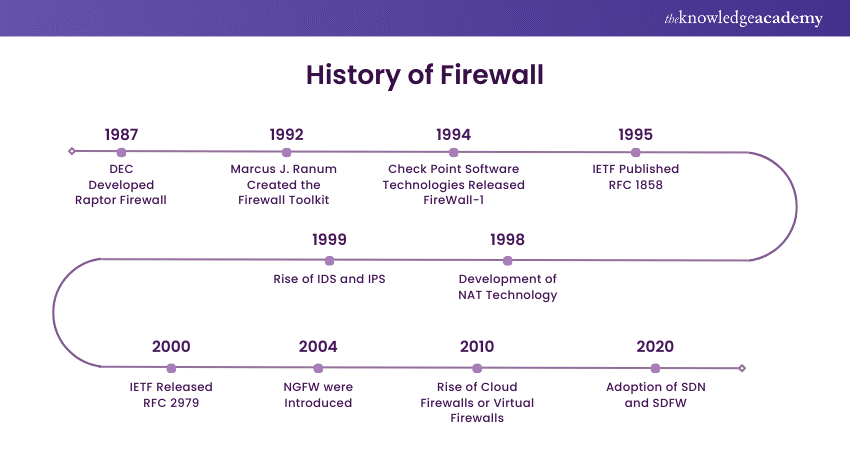 theknowledgeacademy
History of Firewall
1987
DEC
Developed
Raptor Firewall
1992
Marcus J. Ranum
Created the
Firewall Toolkit
1994
Check Point Software
Technologies Released
FireWall-1
1995
IETF Published
RFC 1858
1998
Development of
NAT Technology
1999
Rise of IDS and IPS
2000
IETF Released
RFC 2979
2004
NGFW were
Introduced
2010
Rise of Cloud
Firewalls or Virtual
Firewalls
2020
Adoption of SDN
and SDFW